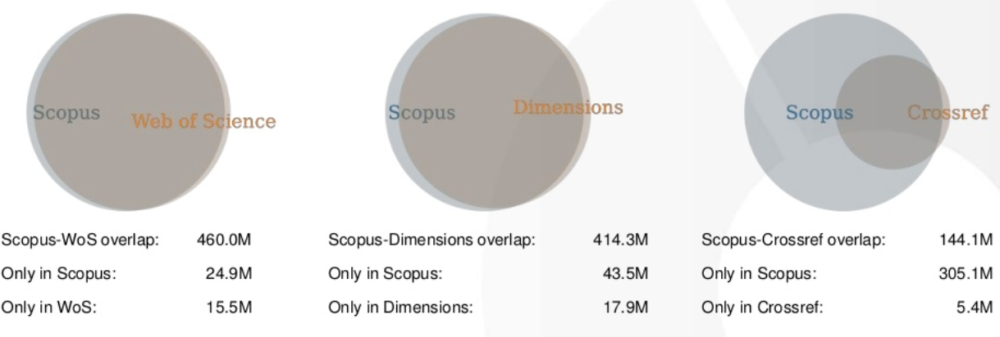 Scopus
Web of Science
Scopus-WoS overlap: 460.0M
Only in Scopus: 24.9M
Only in WoS: 15.5M
Scopus
Dimensions
Scopus-Dimensions overlap: 414.3M
Only in Scopus: 43.5M
Only in Dimensions: 17.9M
Scopus
Crossref
Scopus-Crossref overlap: 144.1M
Only in Scopus: 305.1M
Only in Crossref: 5.4M